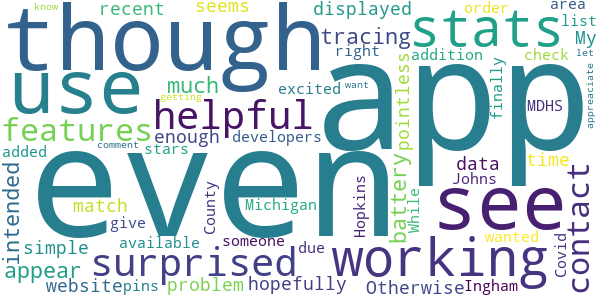 know
recent
seems
displayed
order
area
though
stats
list
My
tracing
right
addition
check
let
use
much
excited
finally
helpful
app
MDHS
appreaciate
features
enough
developers
getting
want
pointless
added
comment
stars
even
battery
data
time
intended
match
Michigan
County
Hopkins
While
Johns
see
contact
give
simple
available
someone
due
wanted
Covid
appear
surprised
working
website
pins
problem
hopefully
Otherwise
Ingham